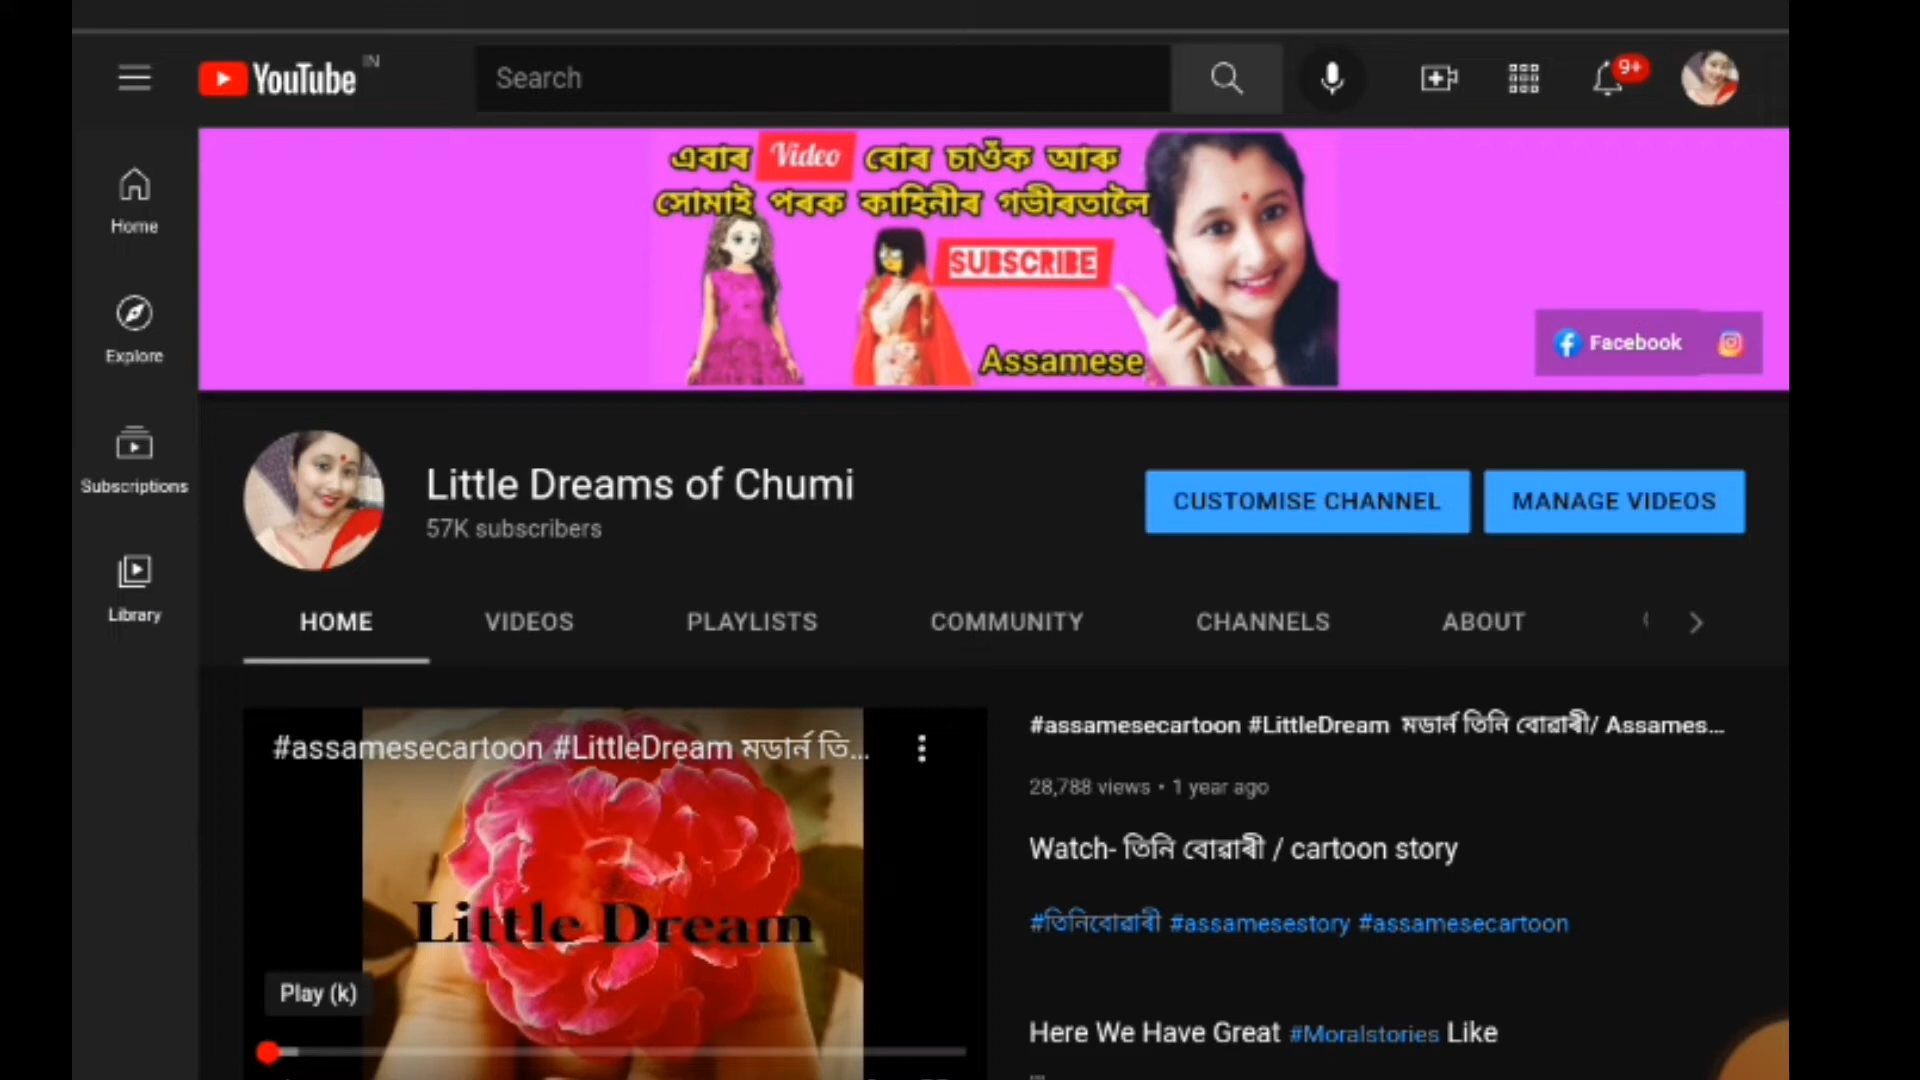 YouTube IN
Search
9+
Home
Explore
Subscriptions
Library
এবাৰ Video বোৰ চাওঁক আৰু
সোমাই পৰক কাহিনীৰ গভীৰতালৈ
SUBSCRIBE
Assamese
Facebook
Little Dreams of Chumi
57K subscribers
CUSTOMISE CHANNEL
MANAGE VIDEOS
HOME VIDEOS PLAYLISTS COMMUNITY CHANNELS ABOUT
#assamesecartoon #LittleDream মডাৰ্ন তি...
Little Dream
Play (k)
#assamesecartoon #LittleDream মডাৰ্ন তিনি বোৱাৰী/ Assames...
28,788 views • 1 year ago
Watch- তিনি বোৱাৰী / cartoon story
#তিনিবোৱাৰী #assamesestory #assamesecartoon
Here We Have Great #Moralstories Like